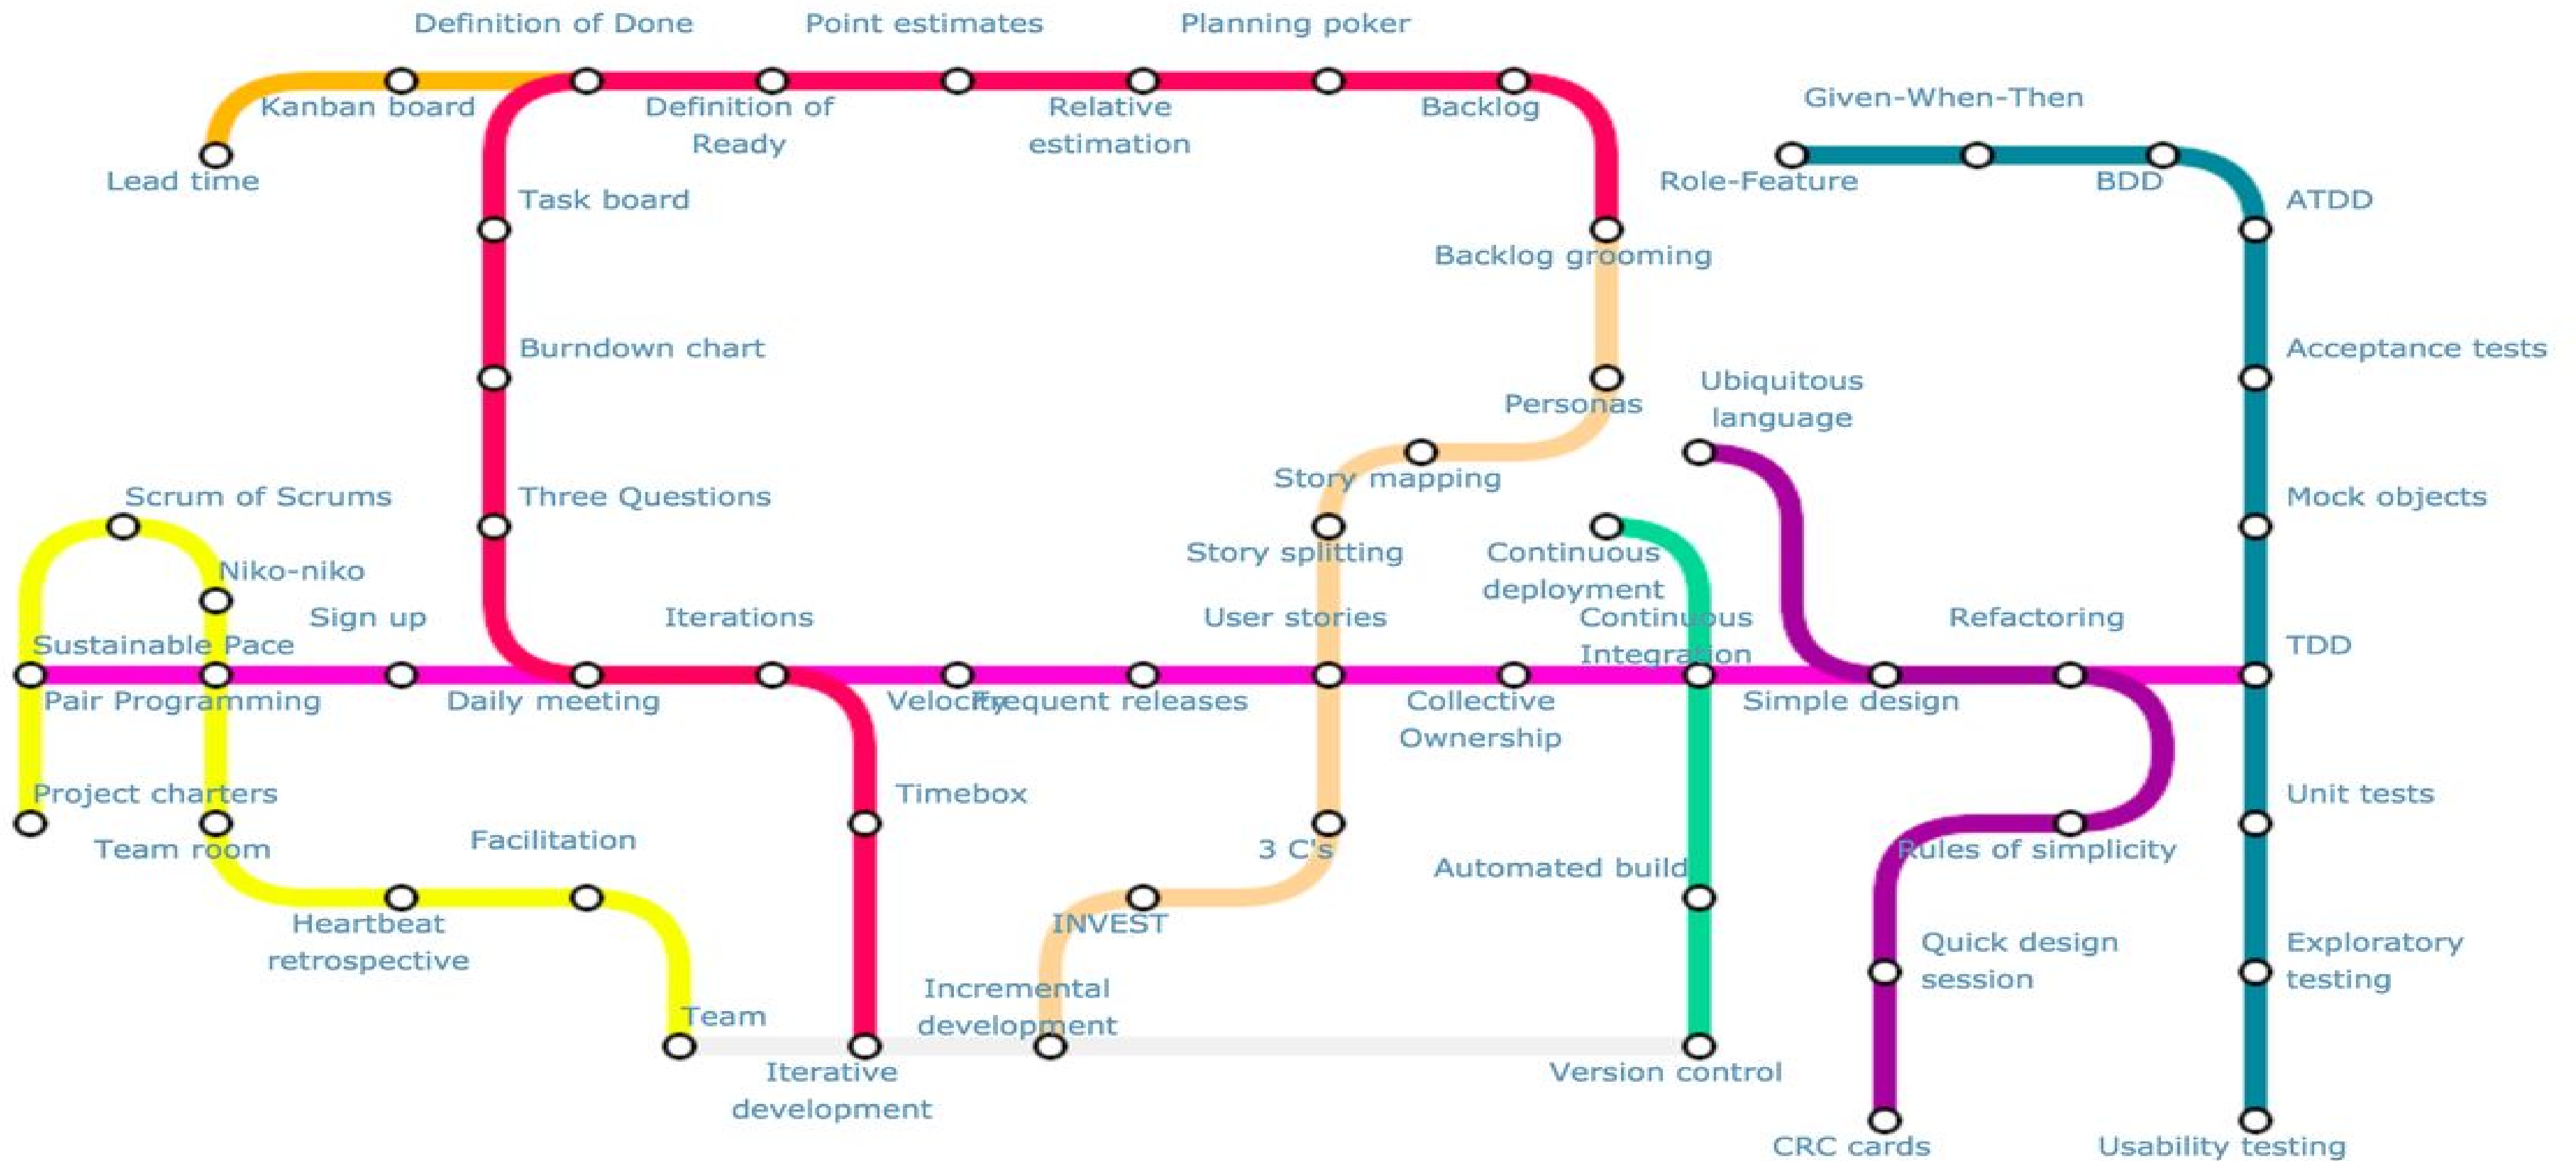 Definition of Done
Point estimates
Planning poker
Kanban board
Definition of
Ready
Relative
estimation
Backlog
Given-When-Then
Lead time
Role-Feature
BDD
Task board
ATDD
Backlog grooming
Burndown chart
Acceptance tests
Personas
Ubiquitous
language
Story mapping
Scrum of Scrums
Three Questions
Mock objects
Story splitting
Continuous
deployment
Niko-niko
Sign up
Iterations
User stories
Continuous
Integration
Refactoring
Sustainable Pace
TDD
Pair Programming
Daily meeting
Velocity
Frequent releases
Collective
Ownership
Simple design
Project charters
Timebox
Unit tests
Team room
Facilitation
3 C's
Rules of simplicity
Automated build
Heartbeat
retrospective
INVEST
Quick design
session
Exploratory
testing
Incremental
development
Team
Iterative
development
Version control
CRC cards
Usability testing